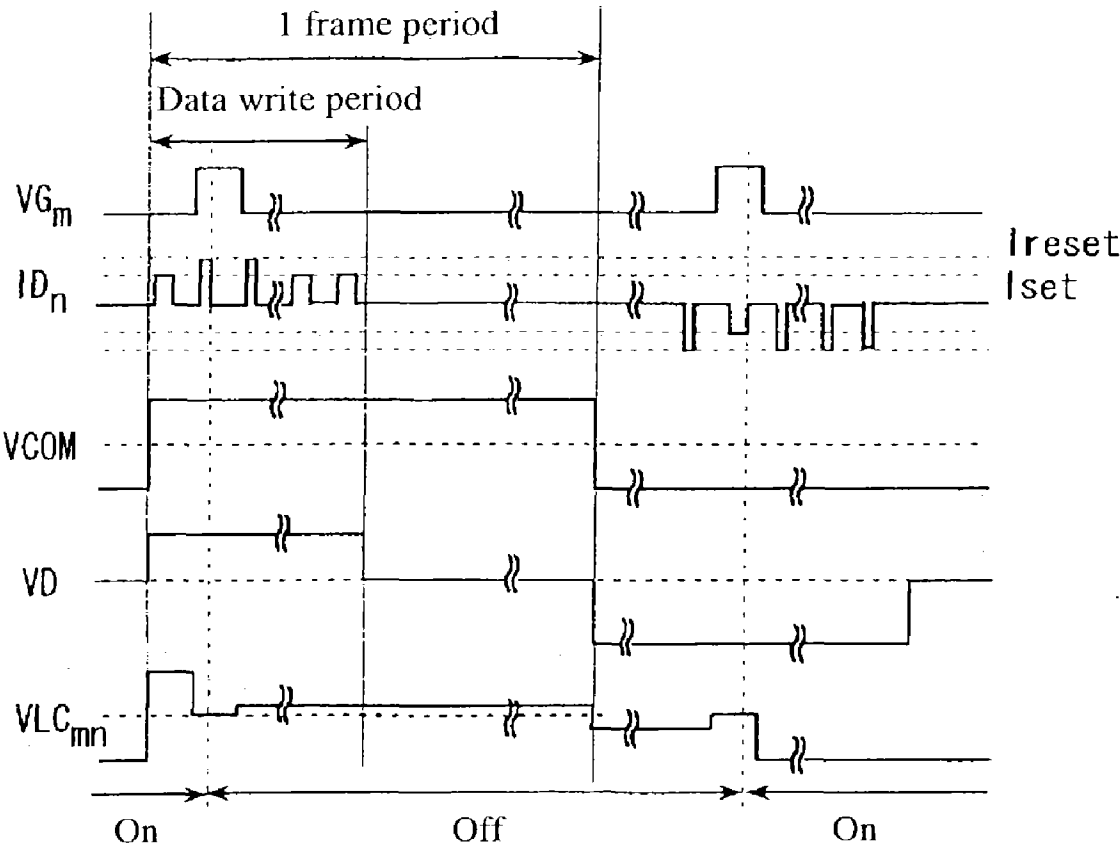 1 frame period
Data write period
VGm
Ireset
IDn
Iset
VCOM
VD
VLCmn
On
Off
On